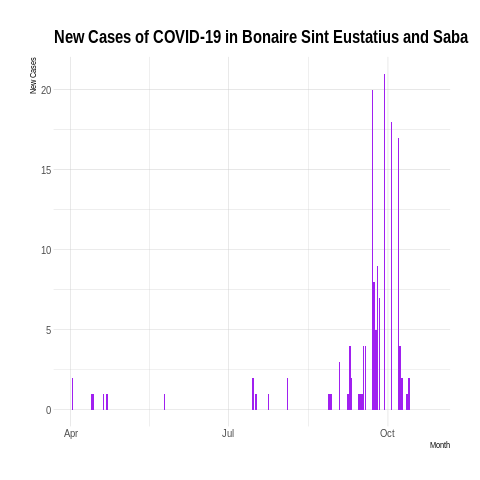 New Cases of COVID-19 in Bonaire Sint Eustatius and Saba
New Cases
20
15
10
5
0
Apr
Jul
Oct
Month